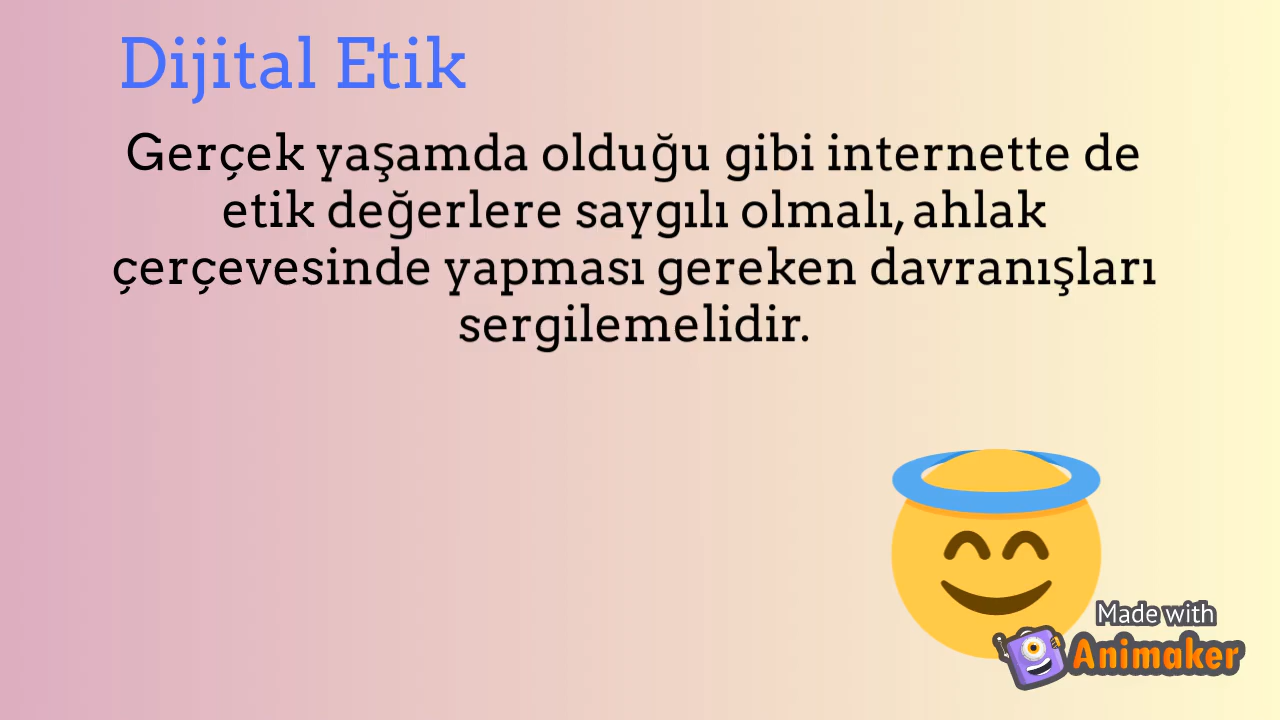 Dijital Etik
Gerçek yaşamda olduğu gibi internette de
etik değerlere saygılı olmalı, ahlak
çerçevesinde yapması gereken davranışları
sergilemelidir.
Made with
Animaker